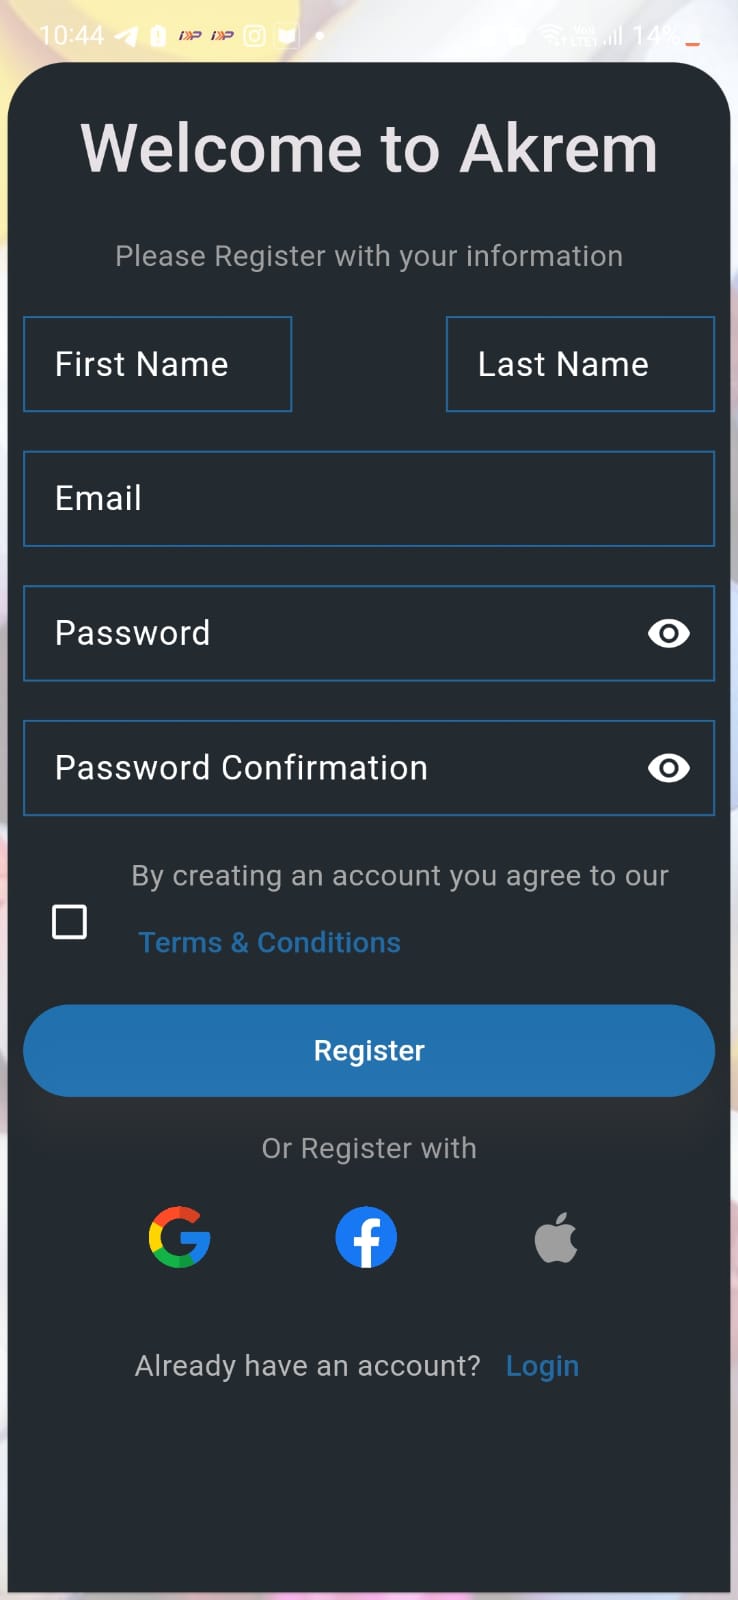 10:44 14%
Welcome to Akrem
Please Register with your information
First Name Last Name
Email
Password
Password Confirmation
By creating an account you agree to our
Terms & Conditions
Register
Or Register with
Already have an account? Login